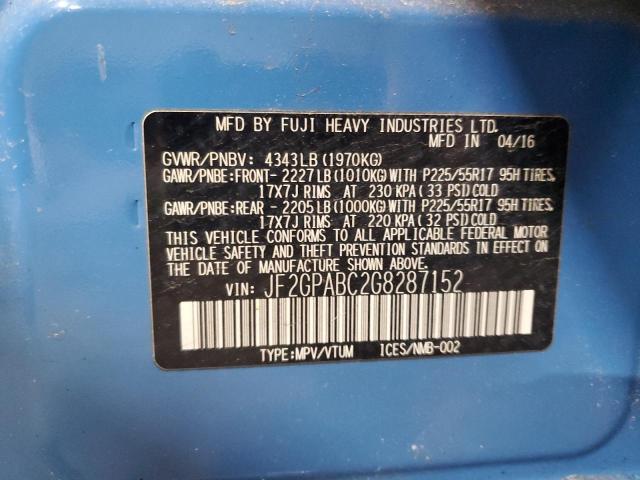 MFD BY FUJI HEAVY INDUSTRIES LTD.
MFD IN 04/16
GVWR/PNBV: 4343LB (1970KG)
GAWR/PNBE:FRONT- 2227LB (1010KG) WITH P225/55R17 95H TIRES,
17X7J RIMS AT 230 KPA (33 PSI) COLD
GAWR/PNBE:REAR - 2205LB (1000KG) WITH P225/55R17 95H TIRES,
17X7J RIMS AT 220 KPA (32 PSI) COLD
THIS VEHICLE CONFORMS TO ALL APPLICABLE FEDERAL MOTOR
VEHICLE SAFETY AND THEFT PREVENTION STANDARDS IN EFFECT
ON THE DATE OF MANUFACTURE SHOWN ABOVE.
VIN: JF2GPABC2G8287152
TYPE:MPV/VTUM ICES/NMB-002